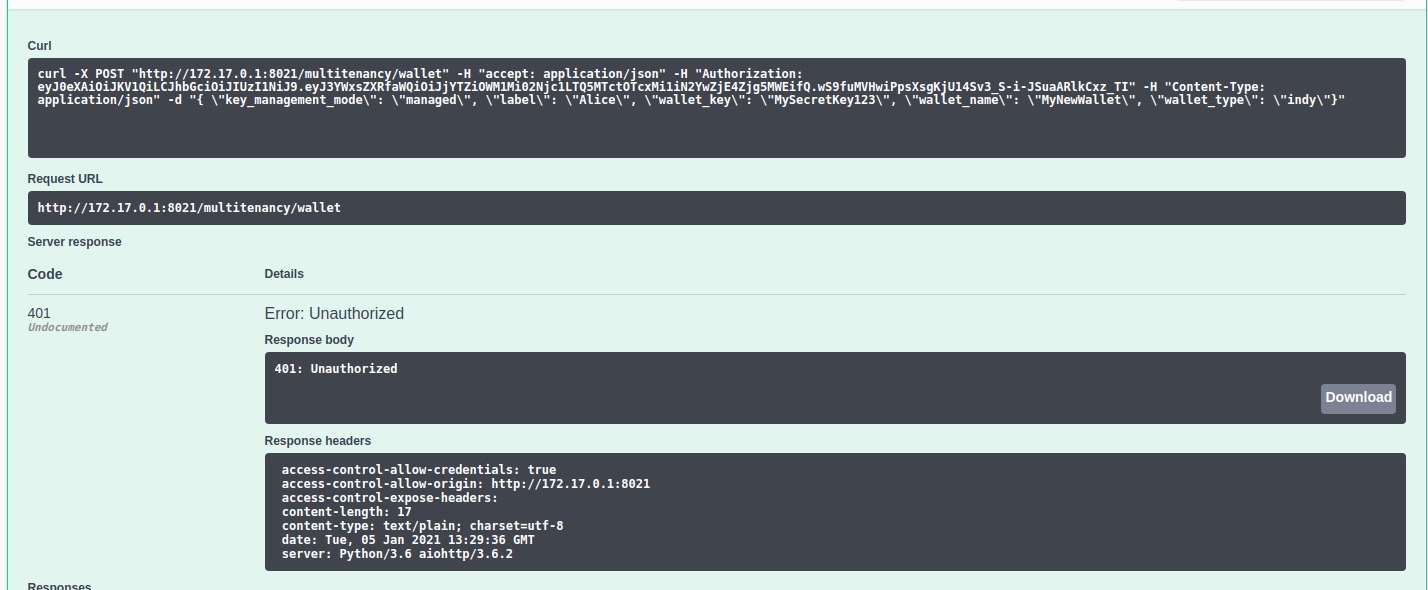 Curl
curl -X POST "http://172.17.0.1:8021/multitenancy/wallet" -H "accept: application/json" -H "Authorization:
eyJ0eXAiOiJKV1QiLCJhbGciOiJIUzI1NiJ9.eyJ3YWxsZXRfaWQiOiJjYTZiOWM1Mi02Njc1LTQ5MTctOTcxMi1iN2YwZjE4Zjg5MWEifQ.wS9fuMVHwiPpsXsgKjU14Sv3_S-i-JSuaARlkCxz_TI" -H "Content-Type:
application/json" -d "{ \"key_management_mode\": \"managed\", \"label\": \"Alice\", \"wallet_key\": \"MySecretKey123\", \"wallet_name\": \"MyNewWallet\", \"wallet_type\": \"indy\"}"
Request URL
http://172.17.0.1:8021/multitenancy/wallet
Server response
Code Details
401 Error: Unauthorized
Undocumented
Response body
401: Unauthorized
Download
Response headers
access-control-allow-credentials: true
access-control-allow-origin: http://172.17.0.1:8021
access-control-expose-headers:
content-length: 17
content-type: text/plain; charset=utf-8
date: Tue, 05 Jan 2021 13:29:36 GMT
server: Python/3.6 aiohttp/3.6.2
Responses